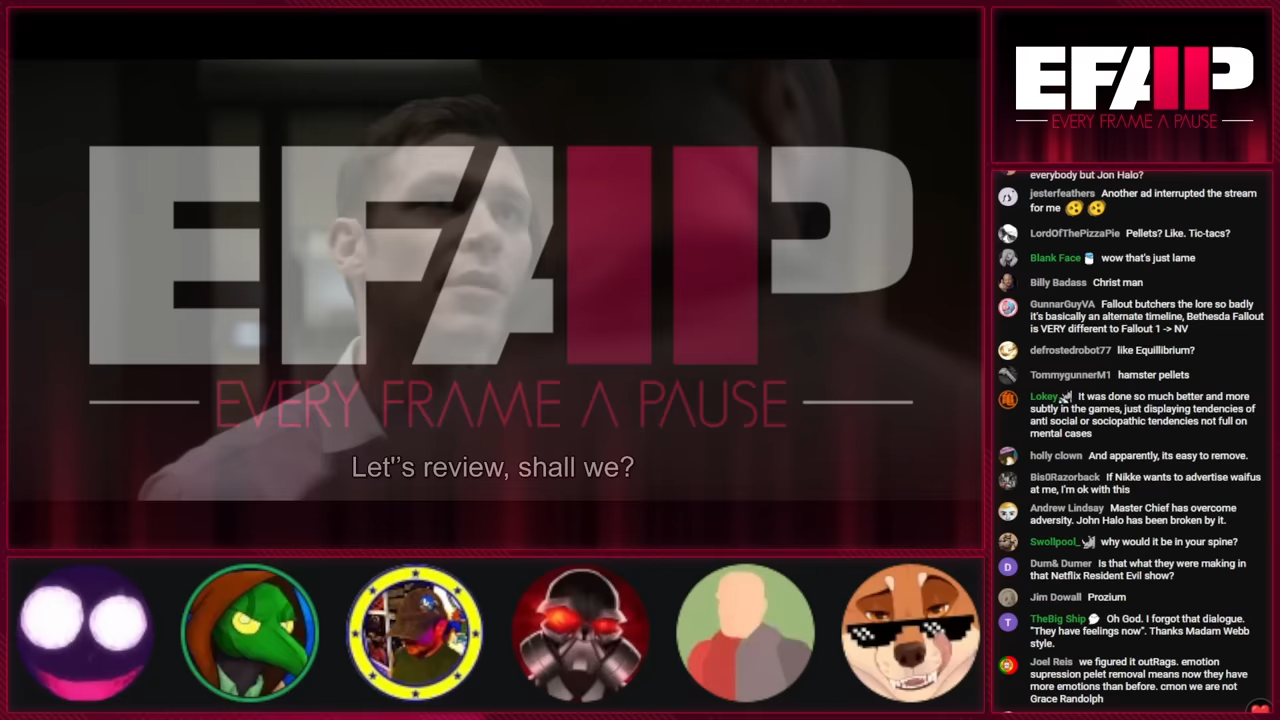 EFAP
EVERY FRAME A PAUSE
Let"s review, shall we?
EFAP
EVERY FRAME A PAUSE
everybody but Jon Halo?
jesterfeathers Another ad interrupted the stream
for me
LordOfThePizzaPie Pellets? Like. Tic-tacs?
Blank Face wow that's just lame
Billy Badass Christ man
GunnarGuyVA Fallout butchers the lore so badly
it's basically an alternate timeline, Bethesda Fallout
is VERY different to Fallout 1 -> NV
defrostedrobot77 like Equillibrium?
TommygunnerM1 hamster pellets
Lokey It was done so much better and more
subtly in the games, just displaying tendencies of
anti social or sociopathic tendencies not full on
mental cases
holly clown And apparently, its easy to remove.
Bis0Razorback If Nikke wants to advertise waifus
at me, I'm ok with this
Andrew Lindsay Master Chief has overcome
adversity. John Halo has been broken by it.
Swollpool_ why would it be in your spine?
D
Dum& Dumer Is that what they were making in
that Netflix Resident Evil show?
Jim Dowall Prozium
T
TheBig Ship Oh God. I forgot that dialogue.
"They have feelings now". Thanks Madam Webb
style.
Joel Reis we figured it outRags. emotion
supression pelet removal means now they have
more emotions than before. cmon we are not
Grace Randolph